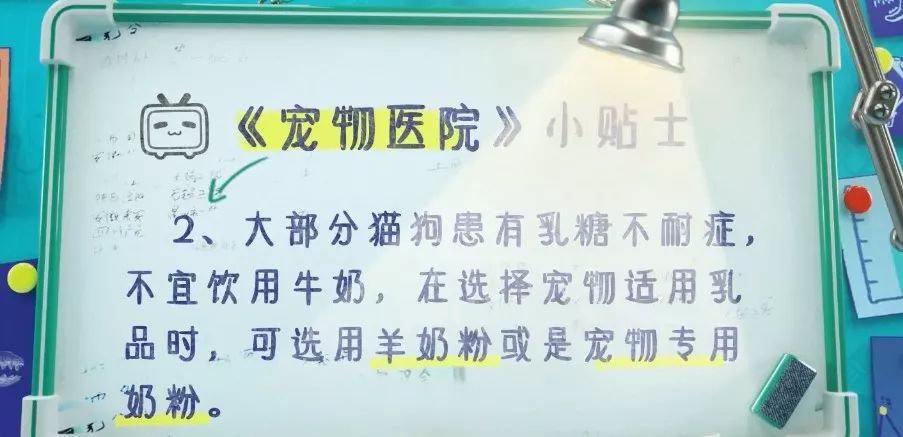 《宠物医院》小贴士
2、大部分猫狗患有乳糖不耐症，
不宜饮用牛奶，在选择宠物适用乳
品时，可选用羊奶粉或是宠物专用
奶粉。